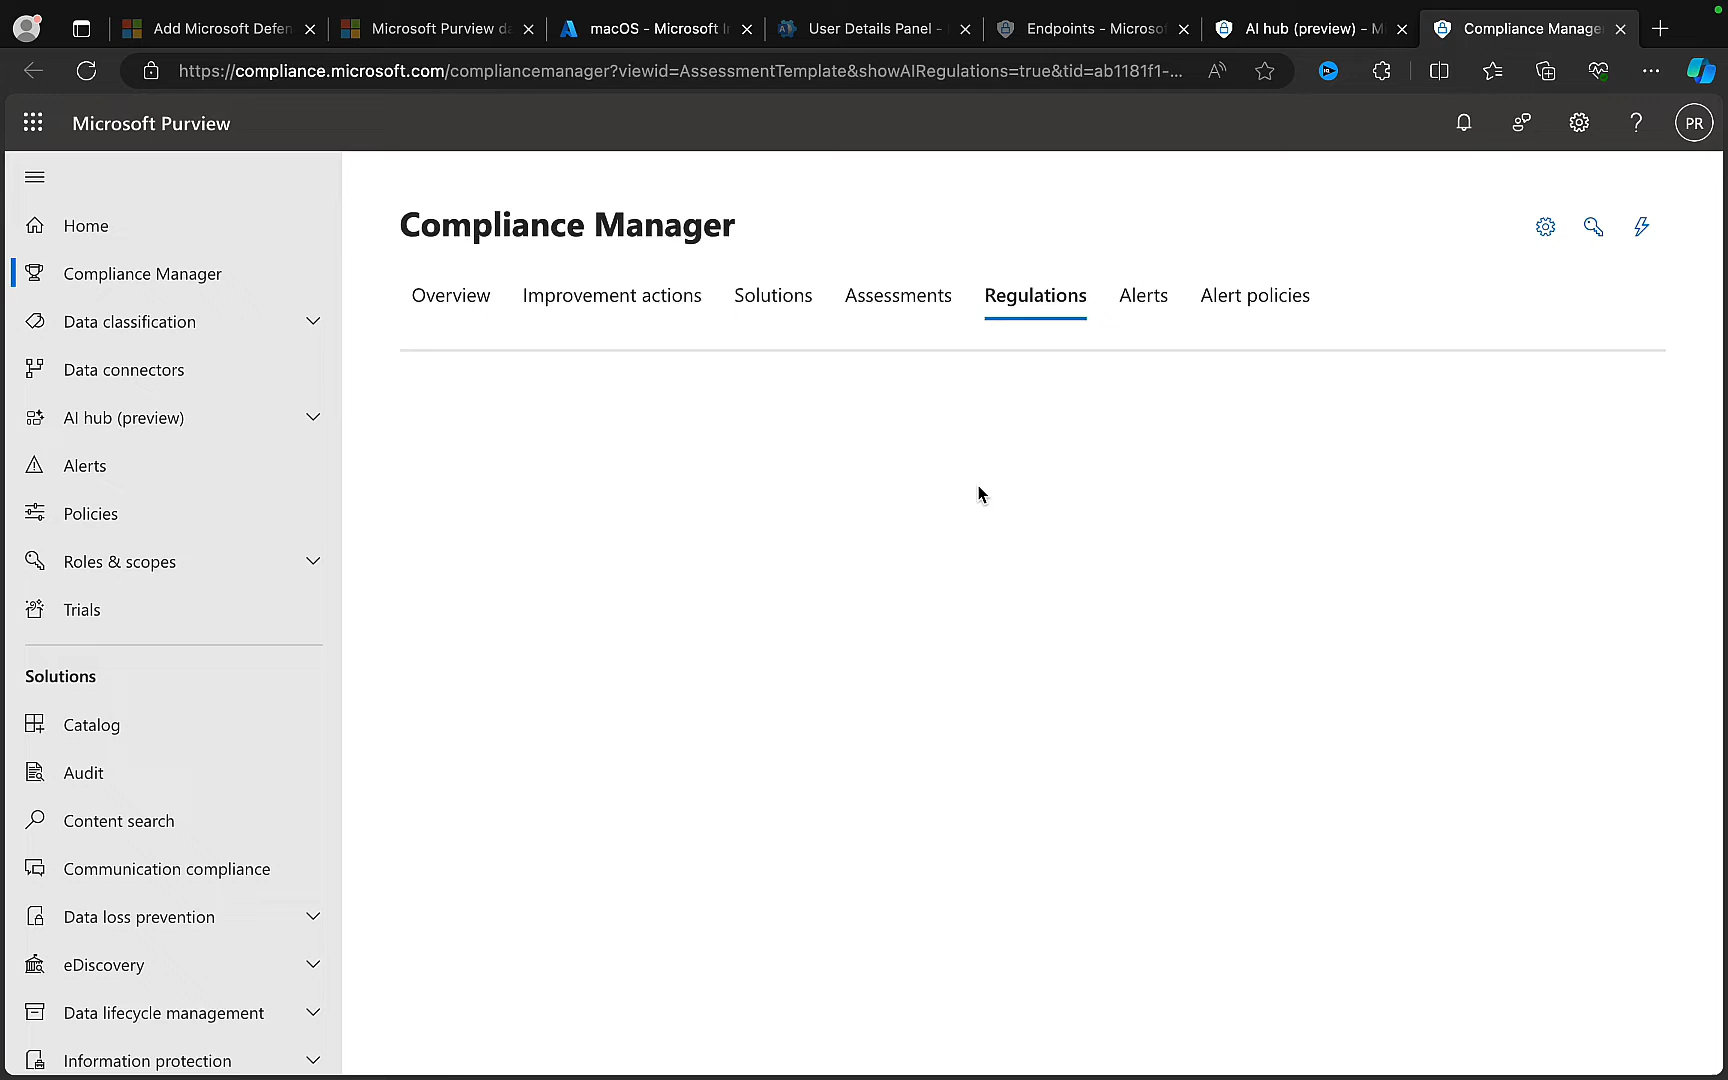 Add Microsoft Defen
Microsoft Purview da
macOS - Microsoft I
User Details Panel -
Endpoints - Microsof
AI hub (preview) - M
Compliance Manage
https://compliance.microsoft.com/compliancemanager?viewid=AssessmentTemplate&showAIRegulations=true&tid=ab1181f1-...
Microsoft Purview
PR
Home
Compliance Manager
Data classification
Data connectors
AI hub (preview)
Alerts
Policies
Roles & scopes
Trials
Solutions
Catalog
Audit
Content search
Communication compliance
Data loss prevention
eDiscovery
Data lifecycle management
Information protection
Compliance Manager
Overview Improvement actions Solutions Assessments Regulations Alerts Alert policies